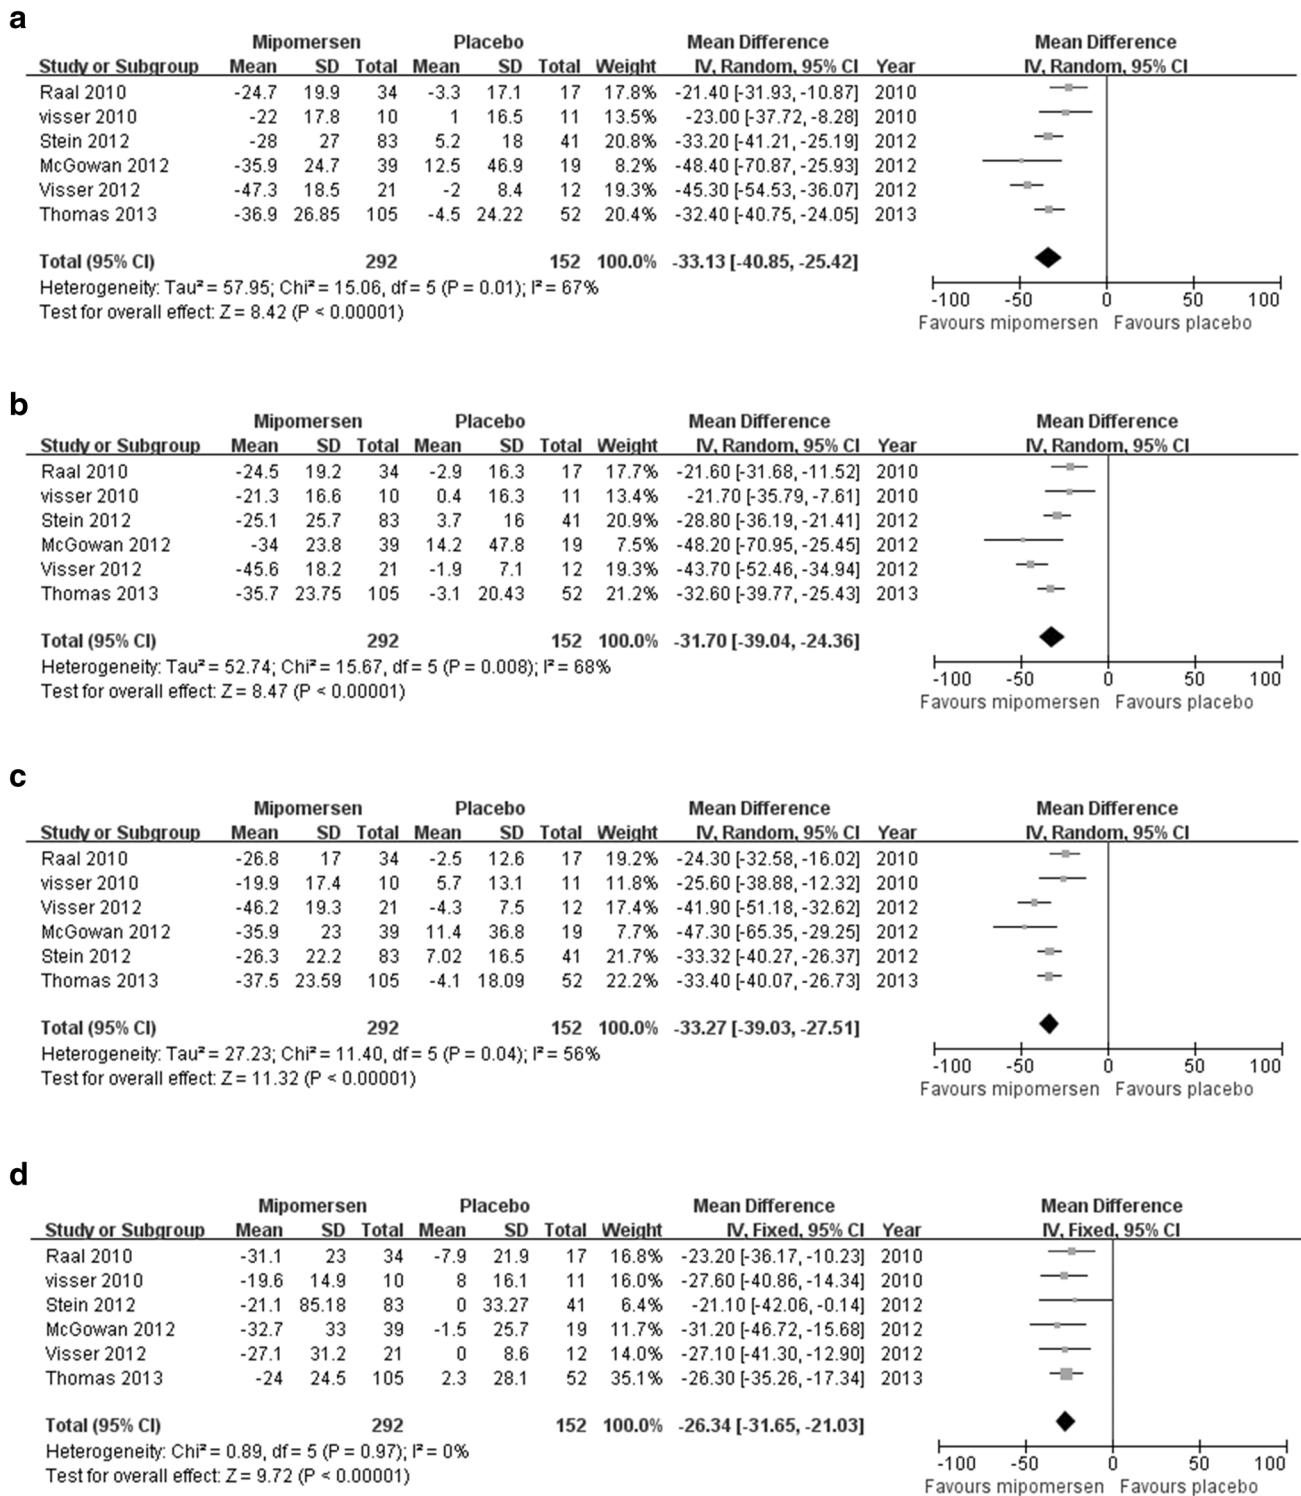 a
Mipomersen Placebo Mean Difference Mean Difference
Study or Subgroup Mean SD Total Mean SD Total Weight IV, Random, 95% CI Year IV, Random, 95% CI
Raal 2010 -24.7 19.9 34 -3.3 17.1 17 17.8% -21.40 [-31.93, -10.87] 2010
visser 2010 -22 17.8 10 1 16.5 11 13.5% -23.00 [-37.72, -8.28] 2010
Stein 2012 -28 27 83 5.2 18 41 20.8% -33.20 [-41.21, -25.19] 2012
McGowan 2012 -35.9 24.7 39 12.5 46.9 19 8.2% -48.40 [-70.87, -25.93] 2012
Visser 2012 -47.3 18.5 21 -2 8.4 12 19.3% -45.30 [-54.53, -36.07] 2012
Thomas 2013 -36.9 26.85 105 -4.5 24.22 52 20.4% -32.40 [-40.75, -24.05] 2013
Total (95% CI) 292 152 100.0% -33.13 [-40.85, -25.42]
Heterogeneity: Tau² = 57.95; Chi² = 15.06, df = 5 (P = 0.01); I² = 67%
Test for overall effect: Z = 8.42 (P < 0.00001)
-100 -50 0 50 100
Favours mipomersen Favours placebo
b
Mipomersen Placebo Mean Difference Mean Difference
Study or Subgroup Mean SD Total Mean SD Total Weight IV, Random, 95% CI Year IV, Random, 95% CI
Raal 2010 -24.5 19.2 34 -2.9 16.3 17 17.7% -21.60 [-31.68, -11.52] 2010
visser 2010 -21.3 16.6 10 0.4 16.3 11 13.4% -21.70 [-35.79, -7.61] 2010
Stein 2012 -25.1 25.7 83 3.7 16 41 20.9% -28.80 [-36.19, -21.41] 2012
McGowan 2012 -34 23.8 39 14.2 47.8 19 7.5% -48.20 [-70.95, -25.45] 2012
Visser 2012 -45.6 18.2 21 -1.9 7.1 12 19.3% -43.70 [-52.46, -34.94] 2012
Thomas 2013 -35.7 23.75 105 -3.1 20.43 52 21.2% -32.60 [-39.77, -25.43] 2013
Total (95% CI) 292 152 100.0% -31.70 [-39.04, -24.36]
Heterogeneity: Tau² = 52.74; Chi² = 15.67, df = 5 (P = 0.008); I² = 68%
Test for overall effect: Z = 8.47 (P < 0.00001)
-100 -50 0 50 100
Favours mipomersen Favours placebo
c
Mipomersen Placebo Mean Difference Mean Difference
Study or Subgroup Mean SD Total Mean SD Total Weight IV, Random, 95% CI Year IV, Random, 95% CI
Raal 2010 -26.8 17 34 -2.5 12.6 17 19.2% -24.30 [-32.58, -16.02] 2010
visser 2010 -19.9 17.4 10 5.7 13.1 11 11.8% -25.60 [-38.88, -12.32] 2010
Visser 2012 -46.2 19.3 21 -4.3 7.5 12 17.4% -41.90 [-51.18, -32.62] 2012
McGowan 2012 -35.9 23 39 11.4 36.8 19 7.7% -47.30 [-65.35, -29.25] 2012
Stein 2012 -26.3 22.2 83 7.02 16.5 41 21.7% -33.32 [-40.27, -26.37] 2012
Thomas 2013 -37.5 23.59 105 -4.1 18.09 52 22.2% -33.40 [-40.07, -26.73] 2013
Total (95% CI) 292 152 100.0% -33.27 [-39.03, -27.51]
Heterogeneity: Tau² = 27.23; Chi² = 11.40, df = 5 (P = 0.04); I² = 56%
Test for overall effect: Z = 11.32 (P < 0.00001)
-100 -50 0 50 100
Favours mipomersen Favours placebo
d
Mipomersen Placebo Mean Difference Mean Difference
Study or Subgroup Mean SD Total Mean SD Total Weight IV, Fixed, 95% CI Year IV, Fixed, 95% CI
Raal 2010 -31.1 23 34 -7.9 21.9 17 16.8% -23.20 [-36.17, -10.23] 2010
visser 2010 -19.6 14.9 10 8 16.1 11 16.0% -27.60 [-40.86, -14.34] 2010
Stein 2012 -21.1 85.18 83 0 33.27 41 6.4% -21.10 [-42.06, -0.14] 2012
McGowan 2012 -32.7 33 39 -1.5 25.7 19 11.7% -31.20 [-46.72, -15.68] 2012
Visser 2012 -27.1 31.2 21 0 8.6 12 14.0% -27.10 [-41.30, -12.90] 2012
Thomas 2013 -24 24.5 105 2.3 28.1 52 35.1% -26.30 [-35.26, -17.34] 2013
Total (95% CI) 292 152 100.0% -26.34 [-31.65, -21.03]
Heterogeneity: Chi² = 0.89, df = 5 (P = 0.97); I² = 0%
Test for overall effect: Z = 9.72 (P < 0.00001)
-100 -50 0 50 100
Favours mipomersen Favours placebo